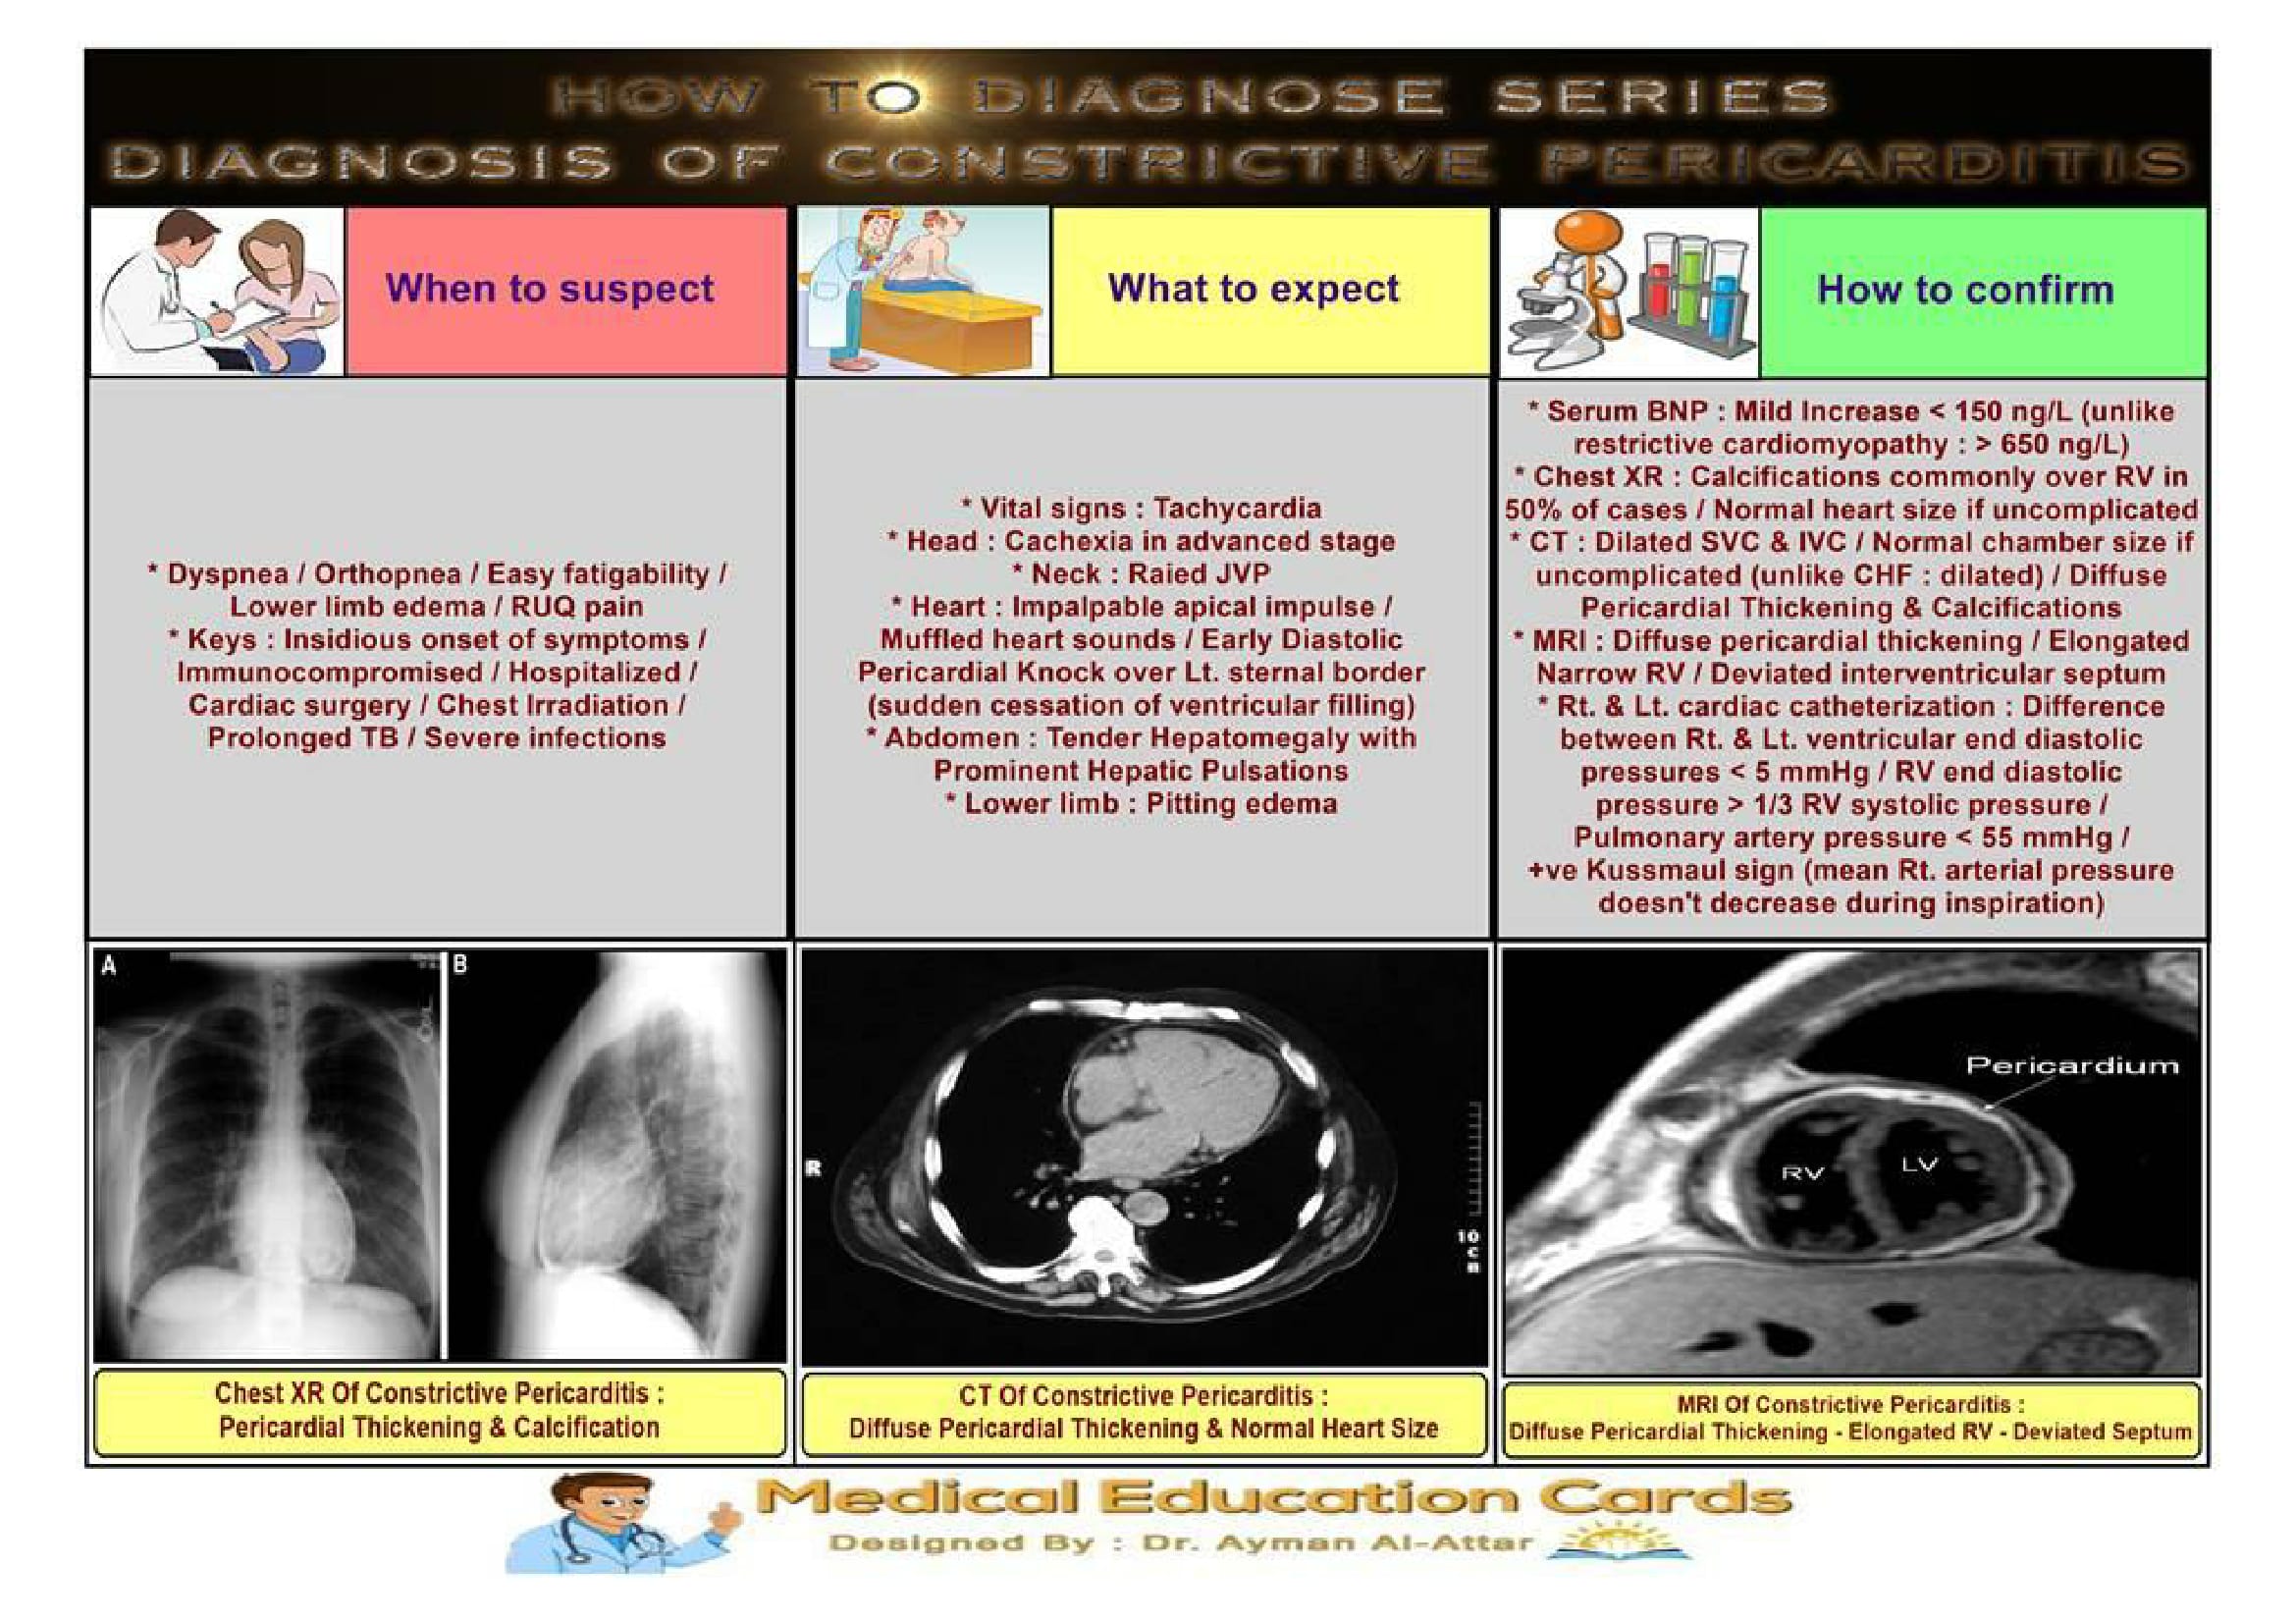 HOW TO DIAGNOSE SERIES
DIAGNOSIS OF CONSTRICTIVE PERICARDITIS
When to suspect
* Dyspnea / Orthopnea / Easy fatigability /
Lower limb edema / RUQ pain
* Keys : Insidious onset of symptoms /
Immunocompromised / Hospitalized /
Cardiac surgery / Chest Irradiation /
Prolonged TB / Severe infections
What to expect
* Vital signs : Tachycardia
* Head : Cachexia in advanced stage
* Neck : Raied JVP
* Heart : Impalpable apical impulse /
Muffled heart sounds / Early Diastolic
Pericardial Knock over Lt. sternal border
(sudden cessation of ventricular filling)
* Abdomen : Tender Hepatomegaly with
Prominent Hepatic Pulsations
* Lower limb : Pitting edema
How to confirm
* Serum BNP : Mild Increase < 150 ng/L (unlike
restrictive cardiomyopathy : > 650 ng/L)
* Chest XR : Calcifications commonly over RV in
50% of cases / Normal heart size if uncomplicated
* CT : Dilated SVC & IVC / Normal chamber size if
uncomplicated (unlike CHF : dilated) / Diffuse
Pericardial Thickening & Calcifications
* MRI : Diffuse pericardial thickening / Elongated
Narrow RV / Deviated interventricular septum
* Rt. & Lt. cardiac catheterization : Difference
between Rt. & Lt. ventricular end diastolic
pressures < 5 mmHg / RV end diastolic
pressure > 1/3 RV systolic pressure /
Pulmonary artery pressure < 55 mmHg /
+ve Kussmaul sign (mean Rt. arterial pressure
doesn't decrease during inspiration)
A
B
Chest XR Of Constrictive Pericarditis :
Pericardial Thickening & Calcification
R
10
c
m
CT Of Constrictive Pericarditis :
Diffuse Pericardial Thickening & Normal Heart Size
Pericardium
RV
LV
MRI Of Constrictive Pericarditis :
Diffuse Pericardial Thickening - Elongated RV - Deviated Septum
Medical Education Cards
Designed By : Dr. Ayman Al-Attar